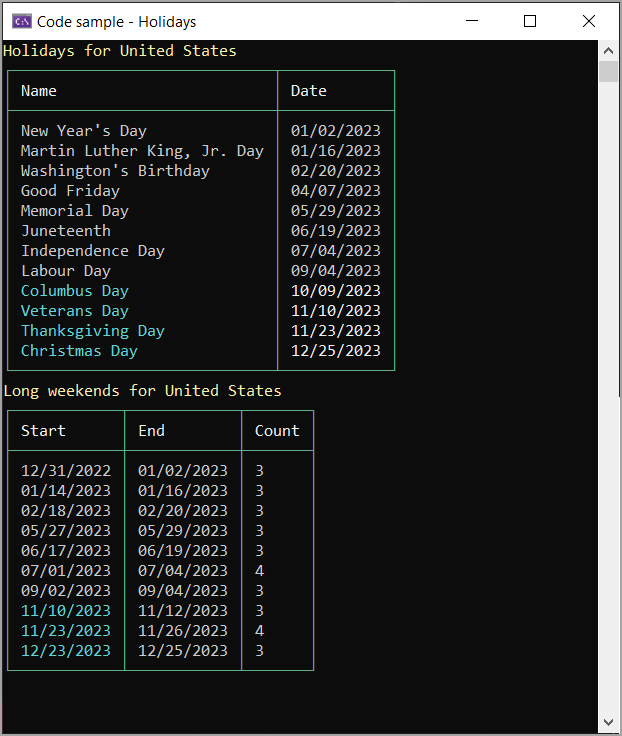 C:\ Code sample - Holidays
Holidays for United States
Name Date
New Year's Day 01/02/2023
Martin Luther King, Jr. Day 01/16/2023
Washington's Birthday 02/20/2023
Good Friday 04/07/2023
Memorial Day 05/29/2023
Juneteenth 06/19/2023
Independence Day 07/04/2023
Labour Day 09/04/2023
Columbus Day 10/09/2023
Veterans Day 11/10/2023
Thanksgiving Day 11/23/2023
Christmas Day 12/25/2023
Long weekends for United States
Start End Count
12/31/2022 01/02/2023 3
01/14/2023 01/16/2023 3
02/18/2023 02/20/2023 3
05/27/2023 05/29/2023 3
06/17/2023 06/19/2023 3
07/01/2023 07/04/2023 4
09/02/2023 09/04/2023 3
11/10/2023 11/12/2023 3
11/23/2023 11/26/2023 4
12/23/2023 12/25/2023 3